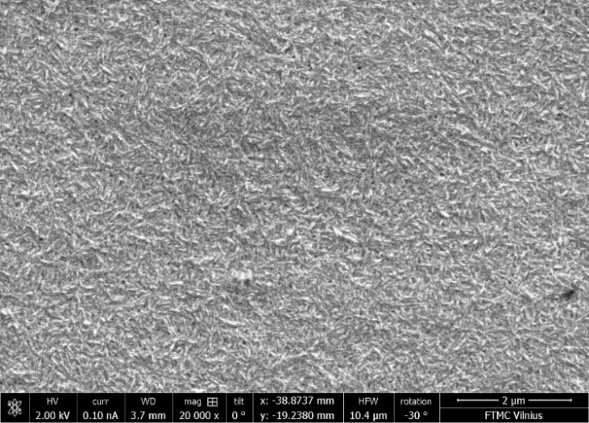 HV curr WD mag tilt x: -38.8737 mm HFW rotation 2 µm
2.00 kV 0.10 nA 3.7 mm 20 000 x 0 ° y: -19.2380 mm 10.4 µm -30 ° FTMC Vilnius